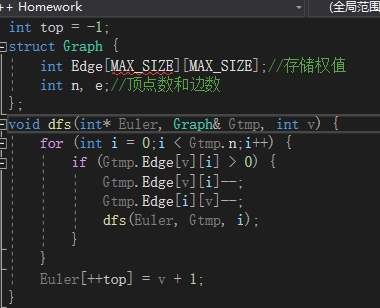 ++ Homework
(全局范围
int top = -1;
struct Graph {
int Edge[MAX_SIZE][MAX_SIZE];//存储权值
int n, e;//顶点数和边数
};
void dfs(int* Euler, Graph& Gtmp, int v) {
for (int i = 0;i < Gtmp.n;i++) {
if (Gtmp.Edge[v][i] > 0) {
Gtmp.Edge[v][i]--;
Gtmp.Edge[i][v]--;
dfs(Euler, Gtmp, i);
}
}
Euler[++top] = v + 1;
}